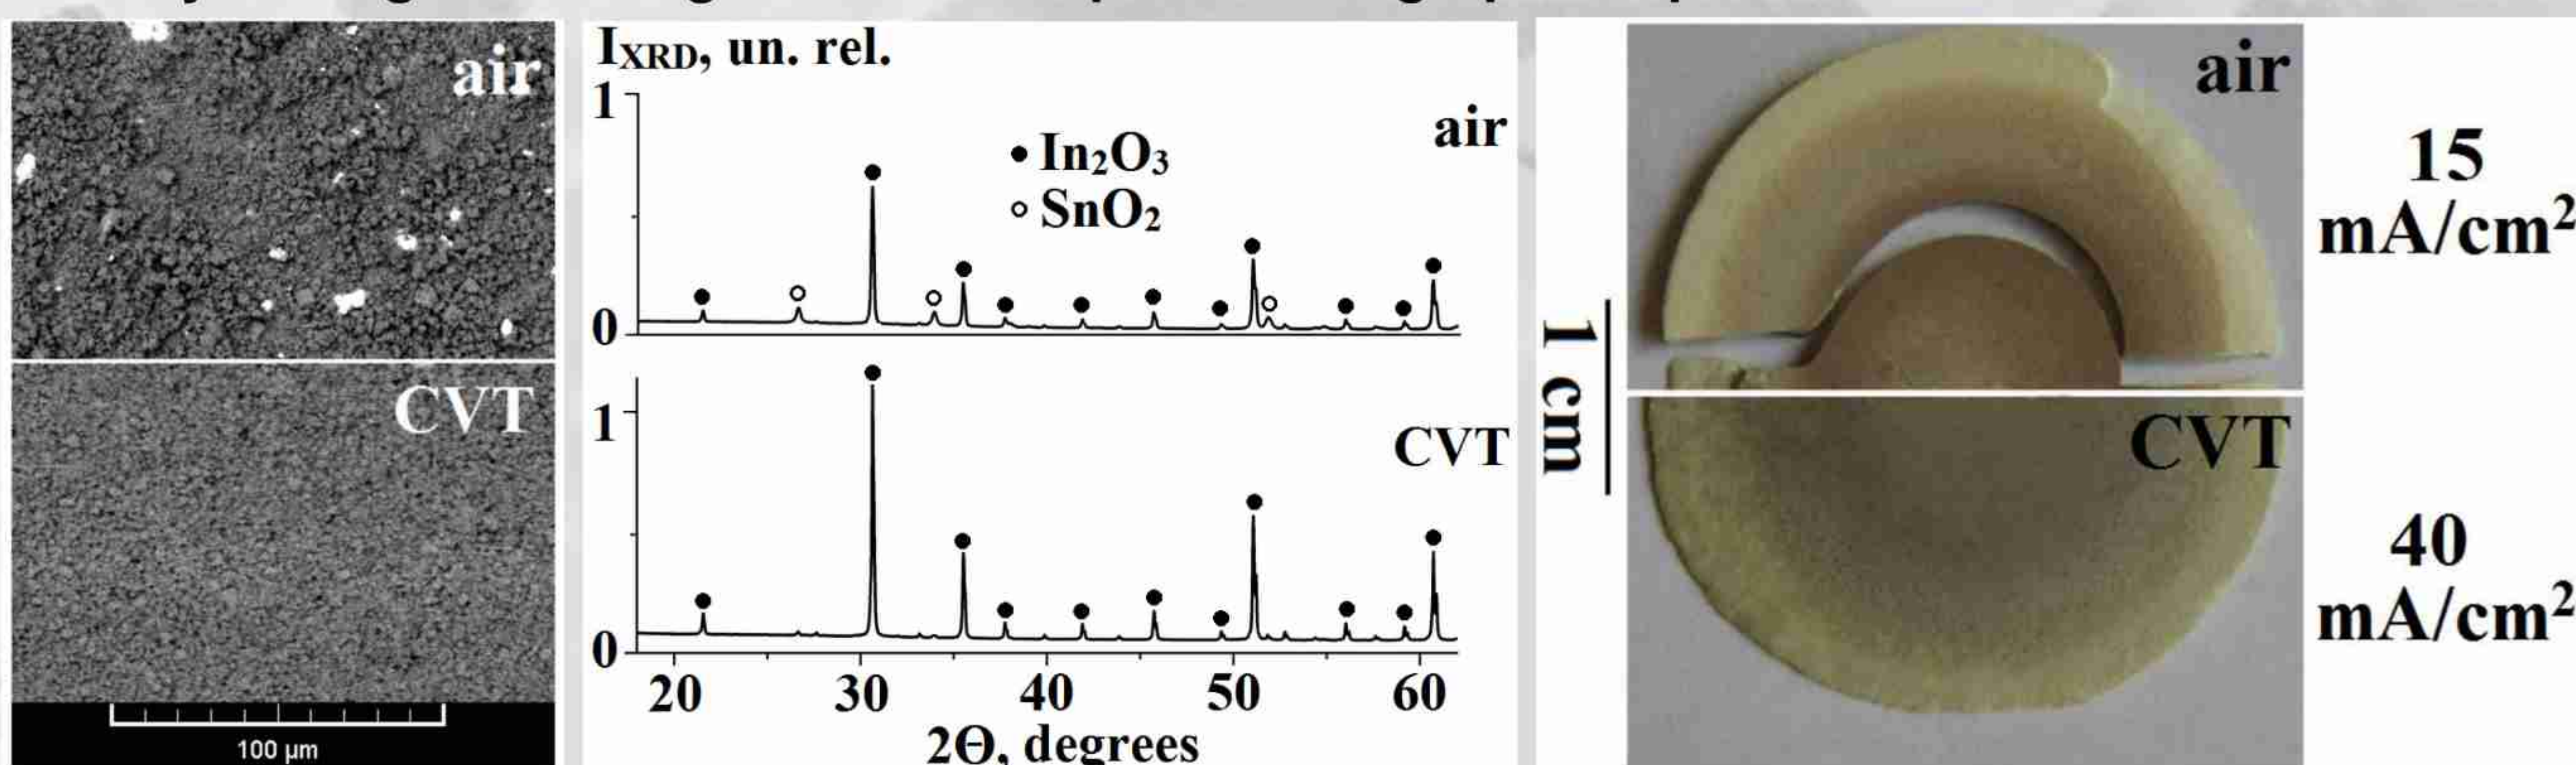 air
CVT
100 µm
I_XRD, un. rel.
1
air
● In₂O₃
○ SnO₂
0
1
CVT
0
20 30 40 50 60
2Θ, degrees
1 cm
air
CVT
15
mA/cm²
40
mA/cm²